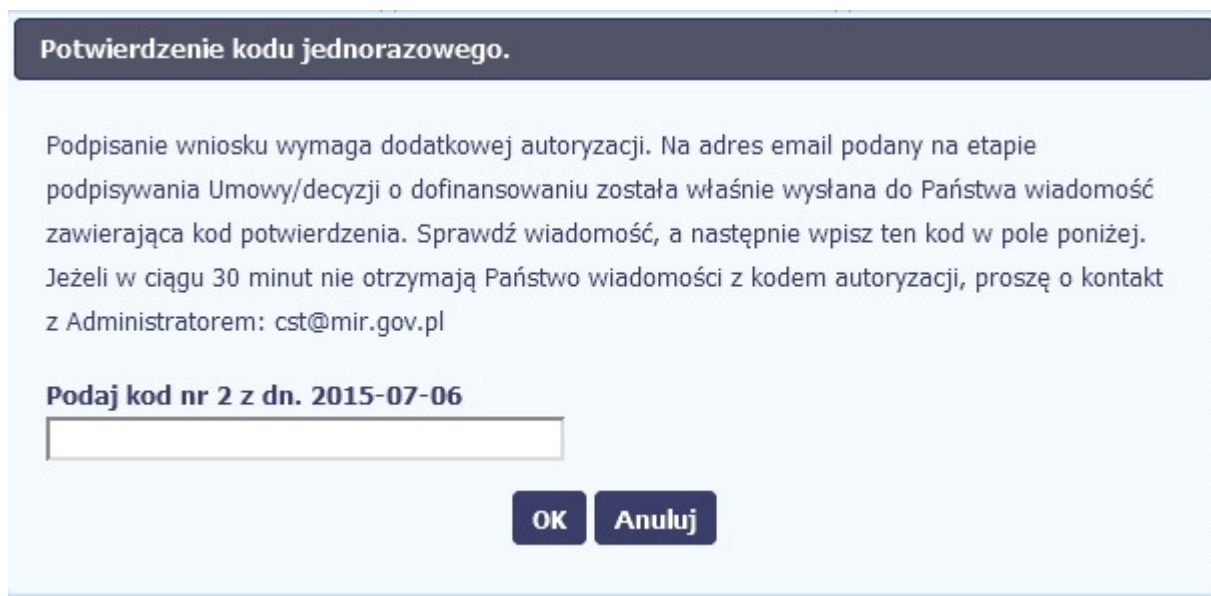 Potwierdzenie kodu jednorazowego.
Podpisanie wniosku wymaga dodatkowej autoryzacji. Na adres email podany na etapie
podpisywania Umowy/decyzji o dofinansowaniu została właśnie wysłana do Państwa wiadomość
zawierająca kod potwierdzenia. Sprawdź wiadomość, a następnie wpisz ten kod w pole poniżej.
Jeżeli w ciągu 30 minut nie otrzymają Państwo wiadomości z kodem autoryzacji, proszę o kontakt
z Administratorem: cst@mir.gov.pl
Podaj kod nr 2 z dn. 2015-07-06
OK Anuluj